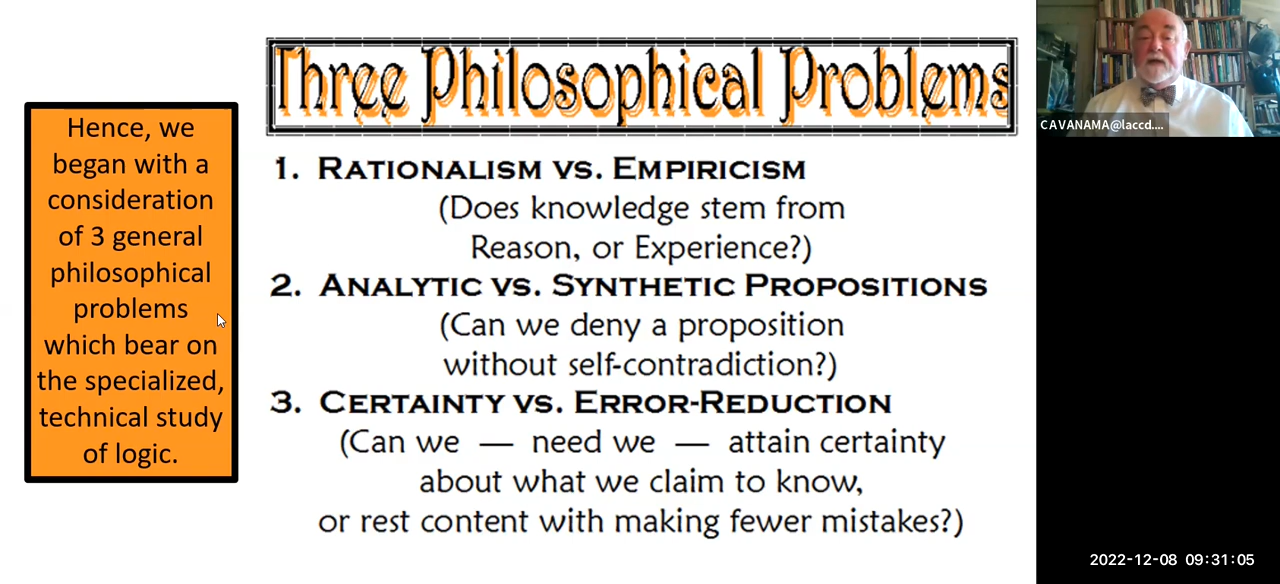 Three Philosophical Problems
Hence, we
began with a
consideration
of 3 general
philosophical
problems
which bear on
the specialized,
technical study
of logic.
1. RATIONALISM VS. EMPIRICISM
(Does knowledge stem from
Reason, or Experience?)
2. ANALYTIC VS. SYNTHETIC PROPOSITIONS
(Can we deny a proposition
without self-contradiction?)
3. CERTAINTY VS. ERROR-REDUCTION
(Can we — need we — attain certainty
about what we claim to know,
or rest content with making fewer mistakes?)
CAVANAMA@laccd....
2022-12-08 09:31:05